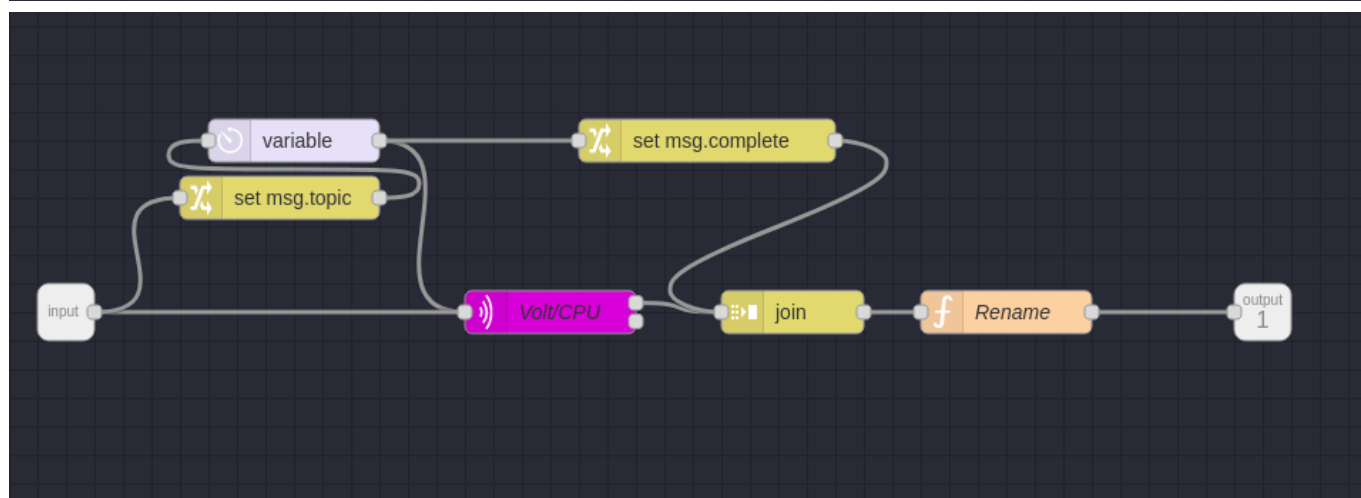 variable
set msg.complete
set msg.topic
input
Volt/CPU
join
Rename
output
1